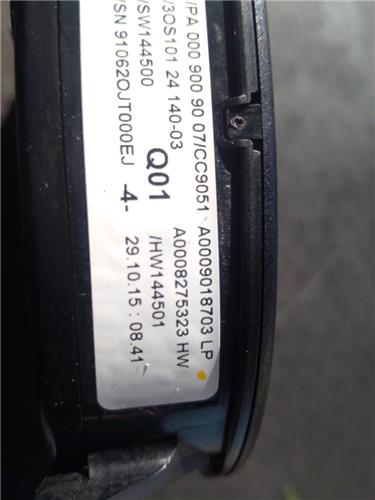 /PA 000 900 90 07/CC9051 A0009018703 LP
/3OS101 24 140-03 Q01 A0008275323 HW
/SW144500 /HW144501
/SN 91062OJT000EJ -4- 29.10.15 : 08.41